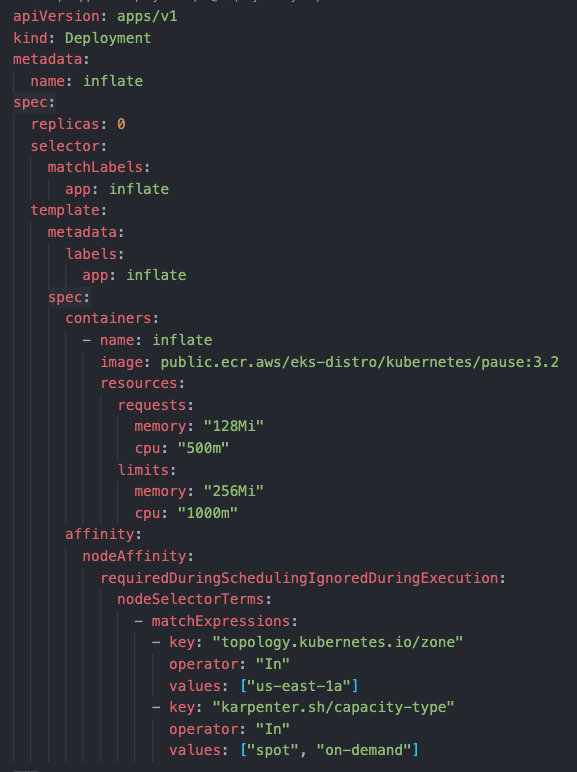 apiVersion: apps/v1
kind: Deployment
metadata:
  name: inflate
spec:
  replicas: 0
  selector:
    matchLabels:
      app: inflate
  template:
    metadata:
      labels:
        app: inflate
    spec:
      containers:
        - name: inflate
          image: public.ecr.aws/eks-distro/kubernetes/pause:3.2
          resources:
            requests:
              memory: "128Mi"
              cpu: "500m"
            limits:
              memory: "256Mi"
              cpu: "1000m"
      affinity:
        nodeAffinity:
          requiredDuringSchedulingIgnoredDuringExecution:
            nodeSelectorTerms:
              - matchExpressions:
                - key: "topology.kubernetes.io/zone"
                  operator: "In"
                  values: ["us-east-1a"]
                - key: "karpenter.sh/capacity-type"
                  operator: "In"
                  values: ["spot", "on-demand"]